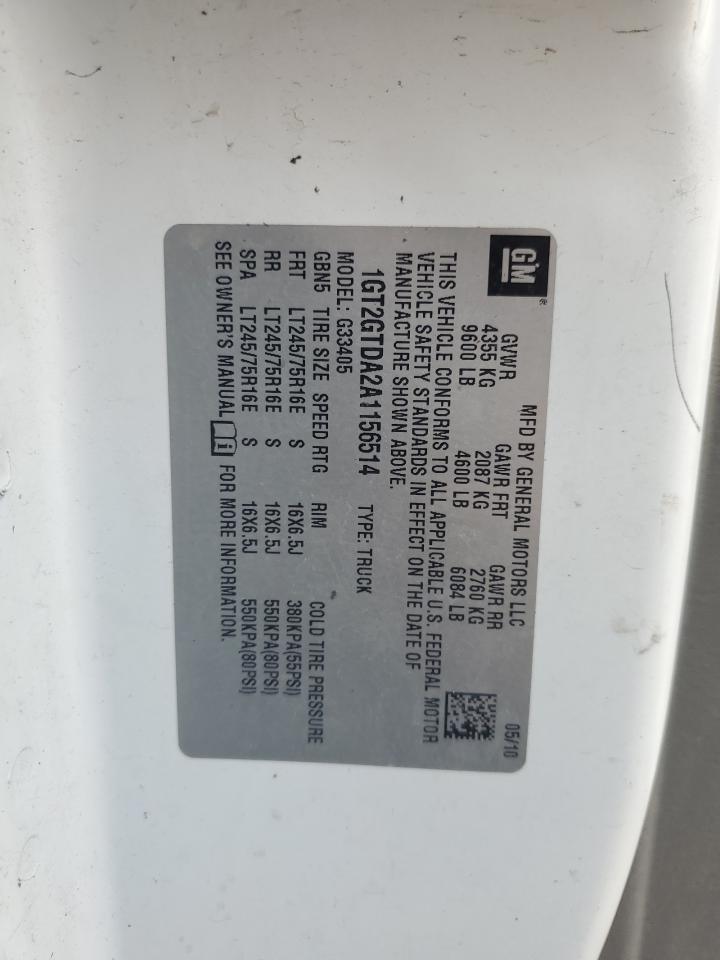 GM ®
MFD BY GENERAL MOTORS LLC 05/10
GVWR GAWR FRT GAWR RR
4355 KG 2087 KG 2760 KG
9600 LB 4600 LB 6084 LB
THIS VEHICLE CONFORMS TO ALL APPLICABLE U.S. FEDERAL MOTOR
VEHICLE SAFETY STANDARDS IN EFFECT ON THE DATE OF
MANUFACTURE SHOWN ABOVE.
1GT2GTDA2A1156514 TYPE: TRUCK
MODEL: G33405
GBN5 TIRE SIZE SPEED RTG RIM COLD TIRE PRESSURE
FRT LT245/75R16E S 16X6.5J 380KPA(55PSI)
RR LT245/75R16E S 16X6.5J 550KPA(80PSI)
SPA LT245/75R16E S 16X6.5J 550KPA(80PSI)
SEE OWNER'S MANUAL i FOR MORE INFORMATION.